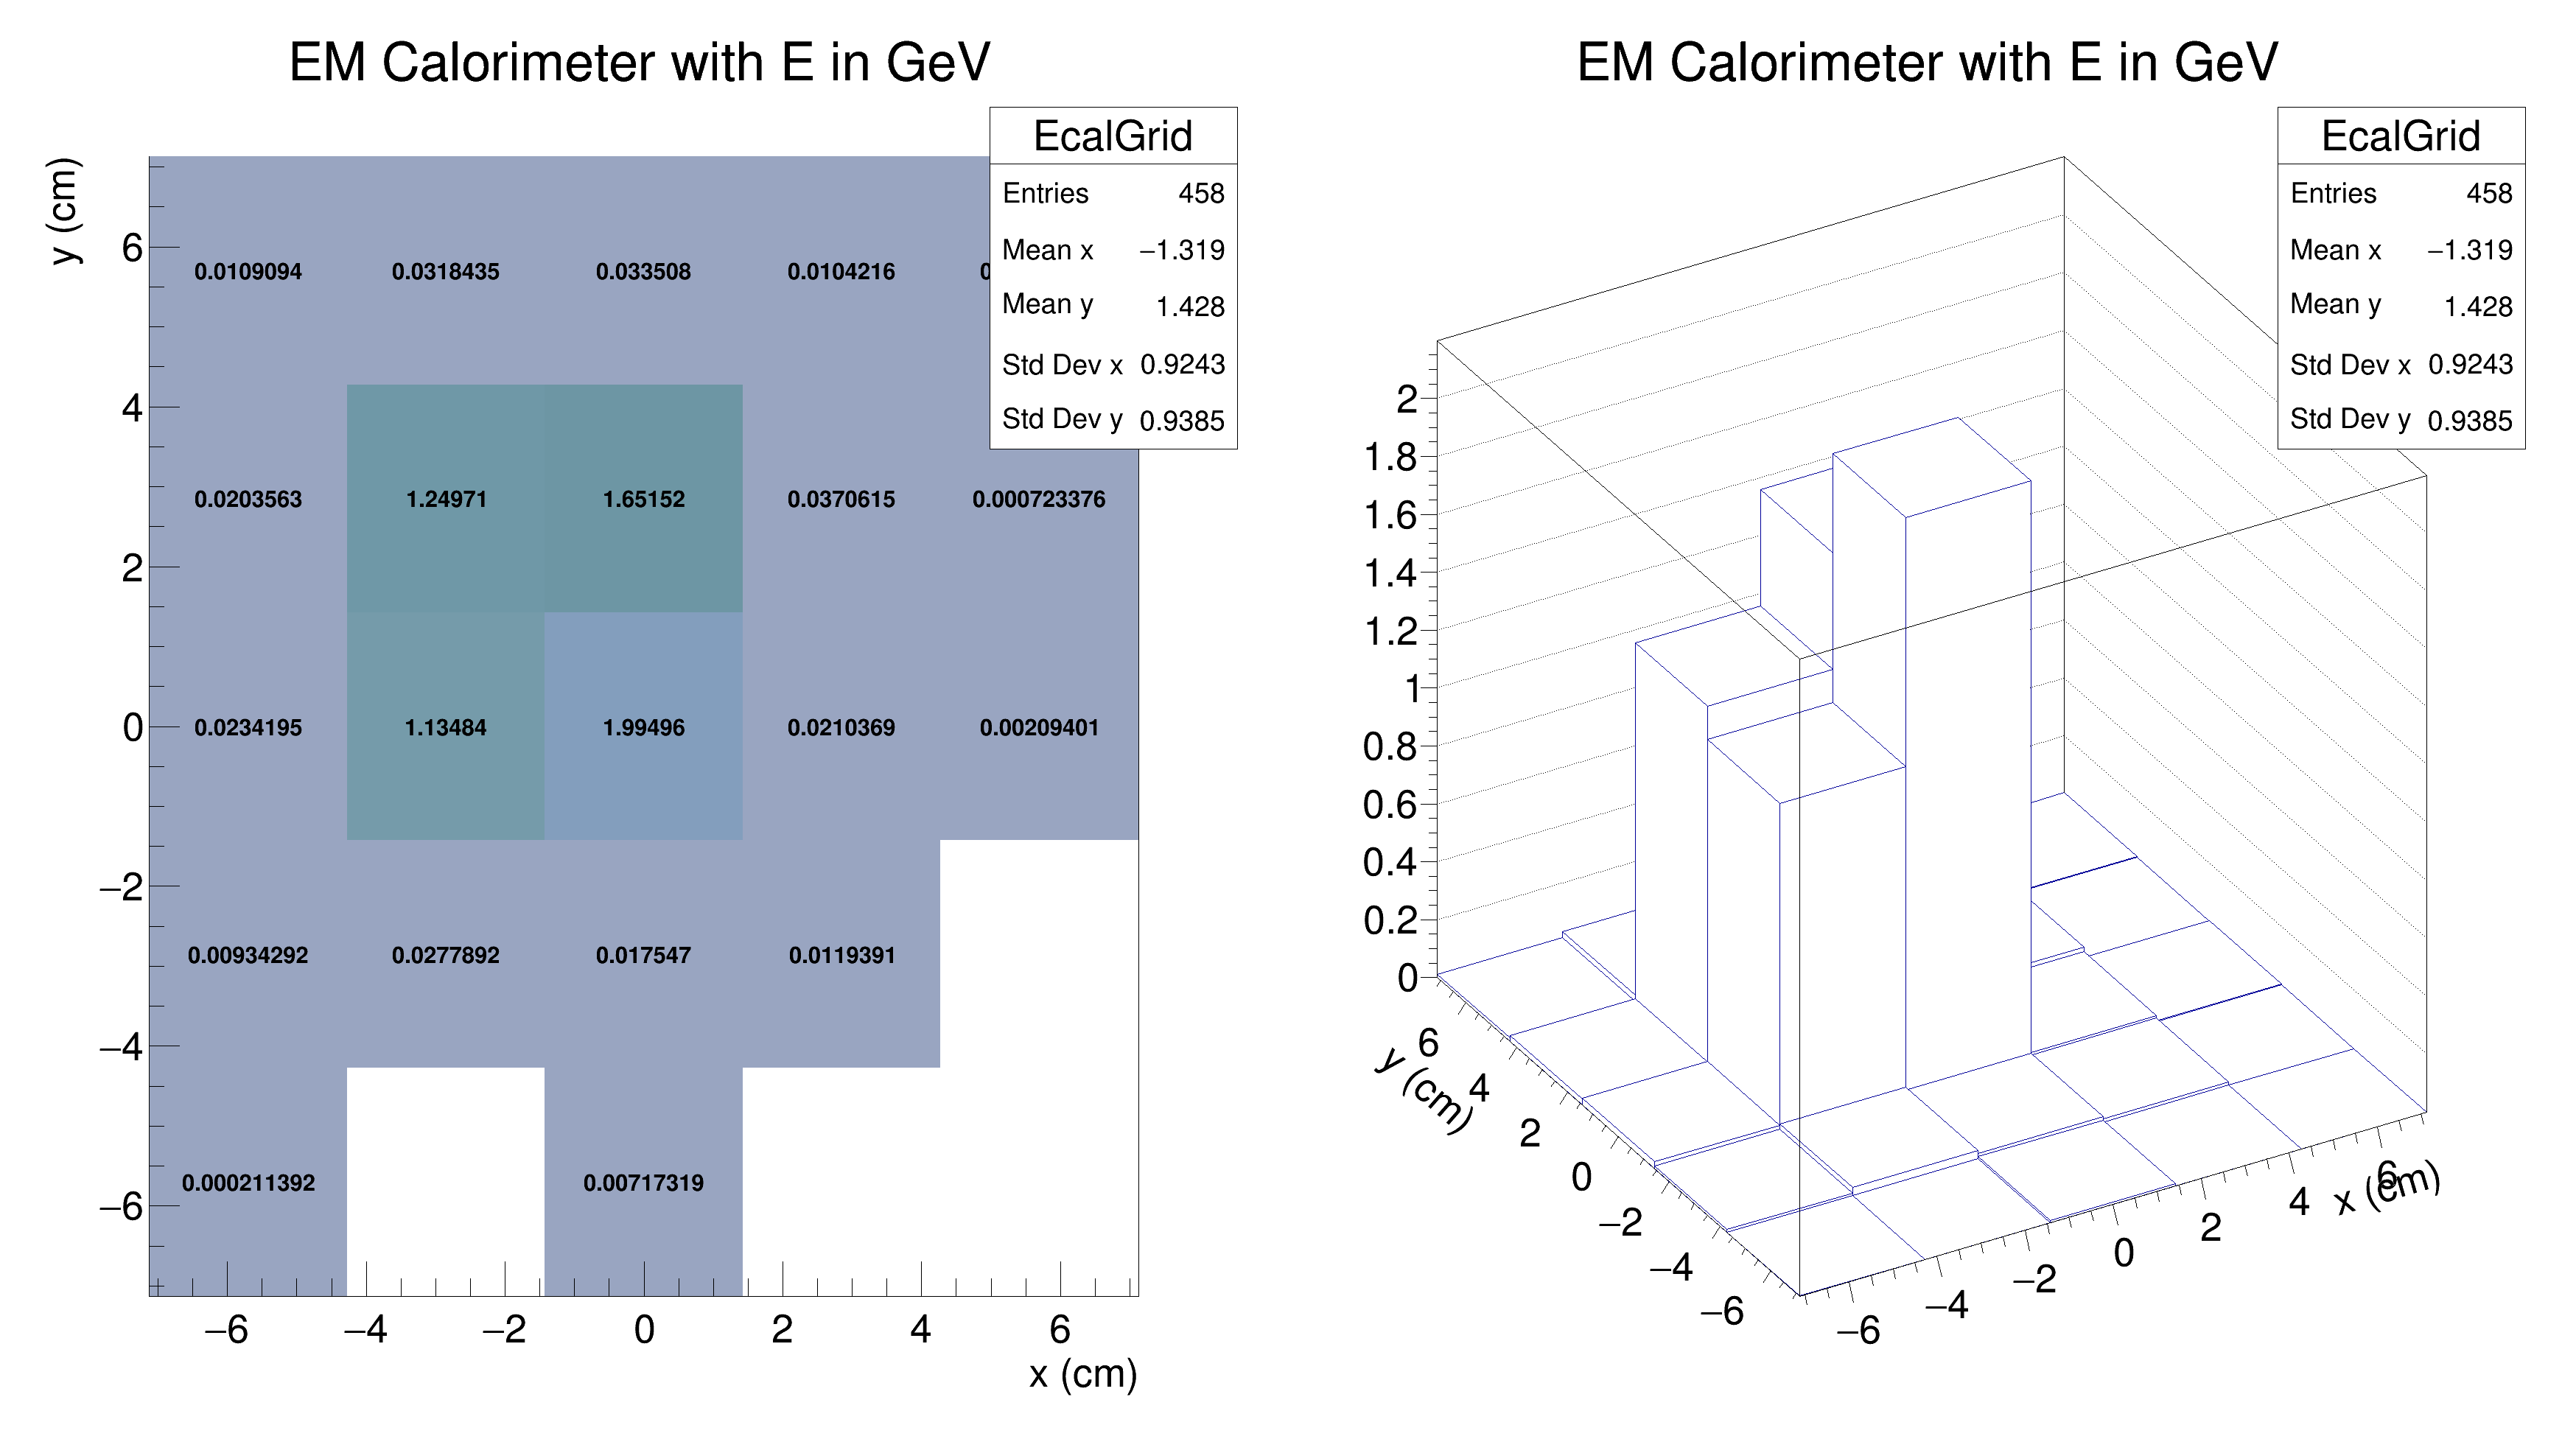 EM Calorimeter with E in GeV
EcalGrid
Entries 458
Mean x −1.319
Mean y 1.428
Std Dev x 0.9243
Std Dev y 0.9385
y (cm)
6
4
2
0
−2
−4
−6
0.0109094 0.0318435 0.033508 0.0104216
0.0203563 1.24971 1.65152 0.0370615 0.000723376
0.0234195 1.13484 1.99496 0.0210369 0.00209401
0.00934292 0.0277892 0.017547 0.0119391
0.000211392 0.00717319
−6 −4 −2 0 2 4 6
x (cm)
EM Calorimeter with E in GeV
EcalGrid
Entries 458
Mean x −1.319
Mean y 1.428
Std Dev x 0.9243
Std Dev y 0.9385
2
1.8
1.6
1.4
1.2
1
0.8
0.6
0.4
0.2
0
y (cm)
6
4
2
0
−2
−4
−6
−6 −4 −2 0 2 4 6
x (cm)